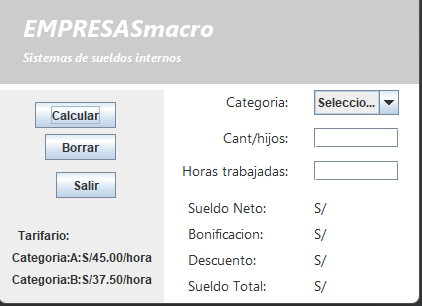 EMPRESASmacro
Sistemas de sueldos internos
Calcular
Borrar
Salir
Tarifario:
Categoria:A:S/45.00/hora
Categoria:B:S/37.50/hora
Categoria: Seleccio...
Cant/hijos:
Horas trabajadas:
Sueldo Neto: S/
Bonificacion: S/
Descuento: S/
Sueldo Total: S/